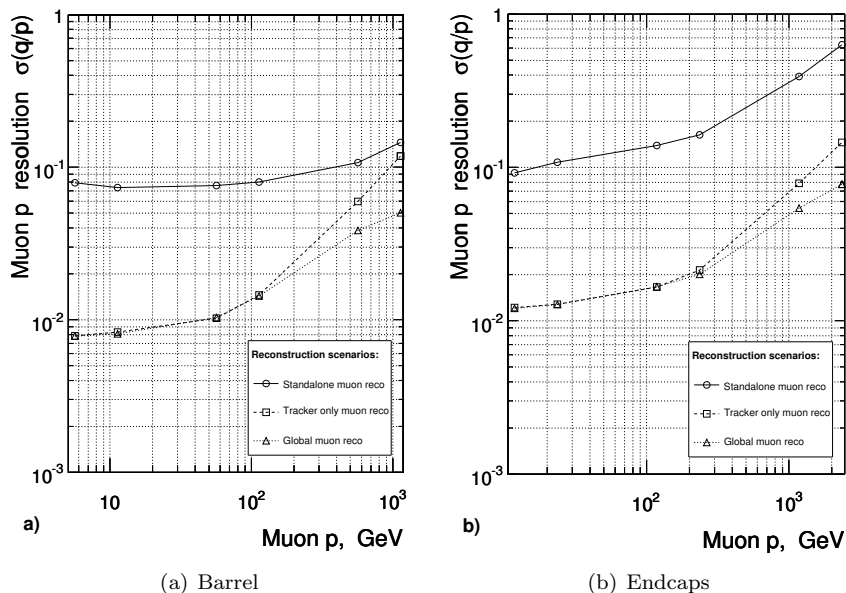 Muon p resolution σ(q/p)
1
10⁻¹
10⁻²
10⁻³
Reconstruction scenarios:
Standalone muon reco
Tracker only muon reco
Global muon reco
10
10²
10³
a)
Muon p, GeV
(a) Barrel
Muon p resolution σ(q/p)
1
10⁻¹
10⁻²
10⁻³
Reconstruction scenarios:
Standalone muon reco
Tracker only muon reco
Global muon reco
10²
10³
b)
Muon p, GeV
(b) Endcaps